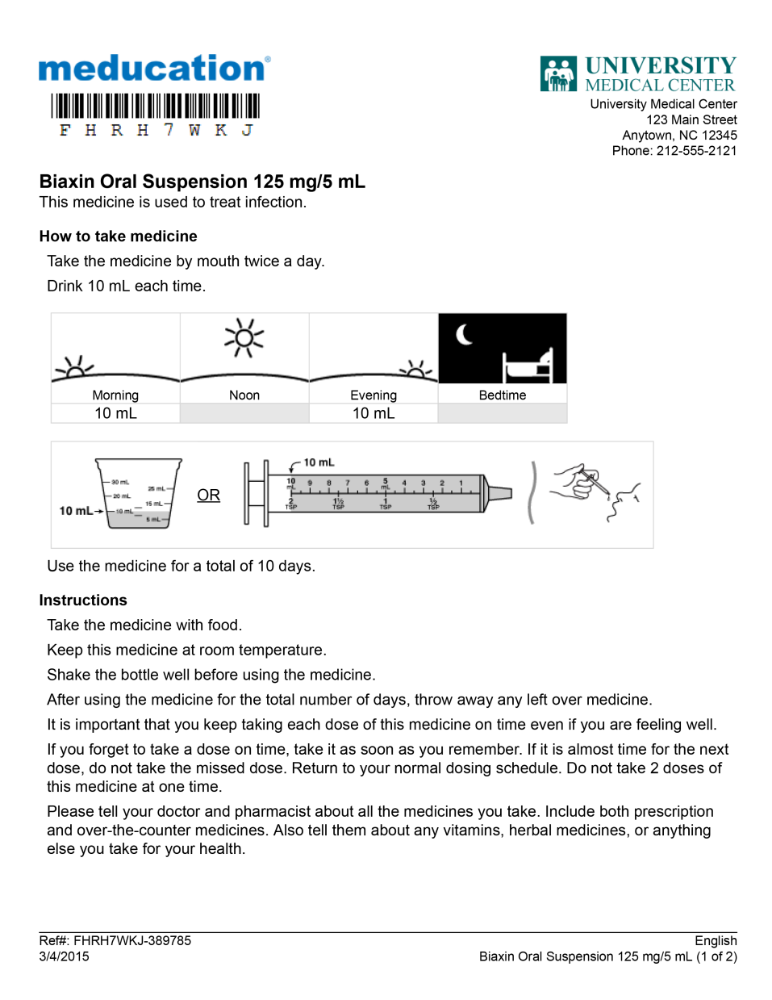 meducation®
F H R H 7 W K J
UNIVERSITY
MEDICAL CENTER
University Medical Center
123 Main Street
Anytown, NC 12345
Phone: 212-555-2121
Biaxin Oral Suspension 125 mg/5 mL
This medicine is used to treat infection.
How to take medicine
Take the medicine by mouth twice a day.
Drink 10 mL each time.
Morning Noon Evening Bedtime
10 mL 10 mL
30 mL
25 mL
20 mL
15 mL
10 mL 10 mL
5 mL
OR
10 mL
10 mL 9 8 7 6 5 mL 4 3 2 1
2 TSP 1½ TSP 1 TSP ½ TSP
Use the medicine for a total of 10 days.
Instructions
Take the medicine with food.
Keep this medicine at room temperature.
Shake the bottle well before using the medicine.
After using the medicine for the total number of days, throw away any left over medicine.
It is important that you keep taking each dose of this medicine on time even if you are feeling well.
If you forget to take a dose on time, take it as soon as you remember. If it is almost time for the next
dose, do not take the missed dose. Return to your normal dosing schedule. Do not take 2 doses of
this medicine at one time.
Please tell your doctor and pharmacist about all the medicines you take. Include both prescription
and over-the-counter medicines. Also tell them about any vitamins, herbal medicines, or anything
else you take for your health.
Ref#: FHRH7WKJ-389785 English
3/4/2015 Biaxin Oral Suspension 125 mg/5 mL (1 of 2)